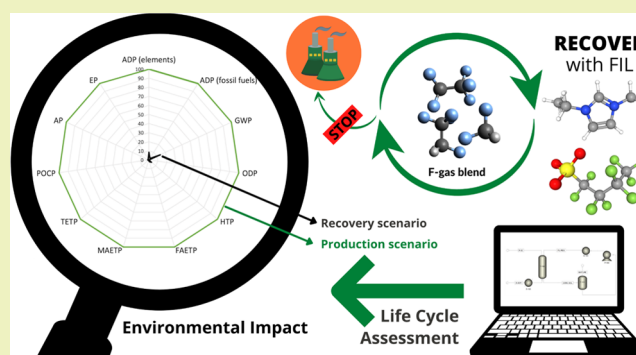 ADP (elements)
100
90
80
70
60
50
40
30
20
10
0
EP
ADP (fossil fuels)
AP
GWP
POCP
ODP
TETP
HTP
MAETP
FAETP
STOP
F-gas blend
RECOVER
with FIL
Recovery scenario
Production scenario
Environmental Impact
Life Cycle
Assessment